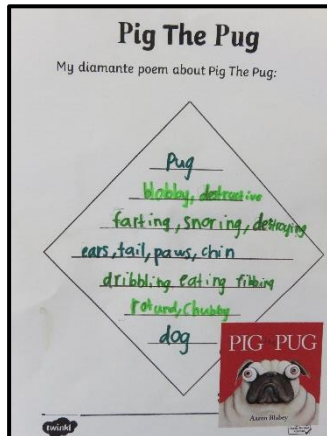 Pig The Pug
My diamante poem about Pig The Pug:
Pug
blobby, destructive
farting, snoring, destroying
ears, tail, paws, chin
dribbling eating fibbing
rotund, chubby
dog
PIG THE PUG
Aaron Blabey
twinkl